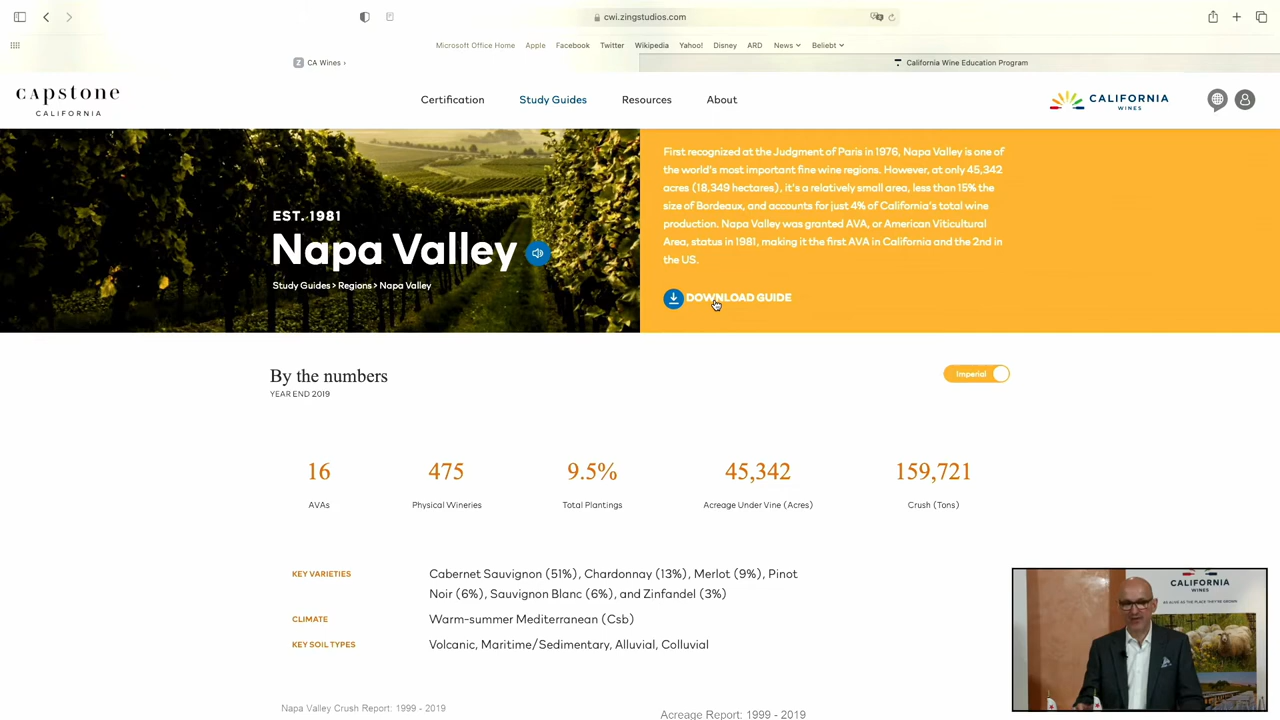 cwi.zingstudios.com
Microsoft Office Home Apple Facebook Twitter Wikipedia Yahoo! Disney ARD News Beliebt
Z CA Wines ›
California Wine Education Program
CAPSTONE
CALIFORNIA
Certification Study Guides Resources About
CALIFORNIA
WINES
EST. 1981
Napa Valley
Study Guides > Regions > Napa Valley
First recognized at the Judgment of Paris in 1976, Napa Valley is one of
the world's most important fine wine regions. However, at only 45,342
acres (18,349 hectares), it's a relatively small area, less than 15% the
size of Bordeaux, and accounts for just 4% of California's total wine
production. Napa Valley was granted AVA, or American Viticultural
Area, status in 1981, making it the first AVA in California and the 2nd in
the US.
DOWNLOAD GUIDE
By the numbers
YEAR END 2019
Imperial
16 475 9.5% 45,342 159,721
AVAs Physical Wineries Total Plantings Acreage Under Vine (Acres) Crush (Tons)
KEY VARIETIES Cabernet Sauvignon (51%), Chardonnay (13%), Merlot (9%), Pinot
Noir (6%), Sauvignon Blanc (6%), and Zinfandel (3%)
CLIMATE Warm-summer Mediterranean (Csb)
KEY SOIL TYPES Volcanic, Maritime/Sedimentary, Alluvial, Colluvial
Napa Valley Crush Report: 1999 - 2019
Acreage Report: 1999 - 2019
CALIFORNIA
WINES
AS ALIVE AS THE PLACE THEY'RE GROWN